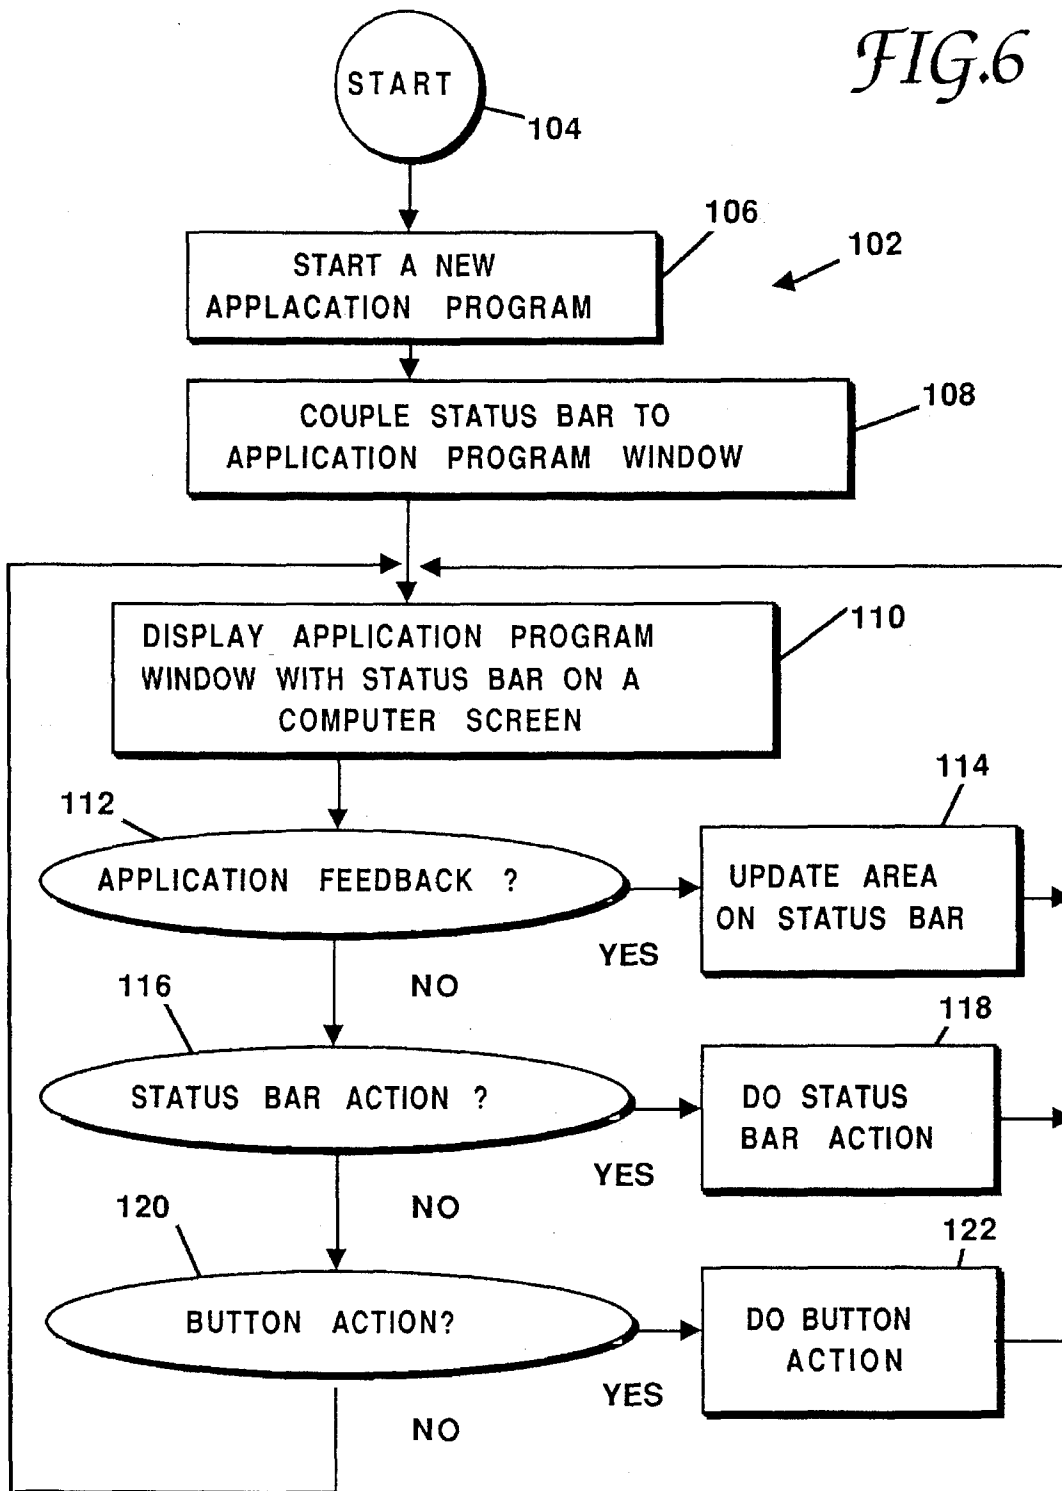 FIG.6
START
104
106
START A NEW
APPLACATION PROGRAM
102
COUPLE STATUS BAR TO
APPLICATION PROGRAM WINDOW
108
DISPLAY APPLICATION PROGRAM
WINDOW WITH STATUS BAR ON A
COMPUTER SCREEN
110
112
APPLICATION FEEDBACK ?
YES
NO
114
UPDATE AREA
ON STATUS BAR
116
STATUS BAR ACTION ?
YES
NO
118
DO STATUS
BAR ACTION
120
BUTTON ACTION?
YES
NO
122
DO BUTTON
ACTION